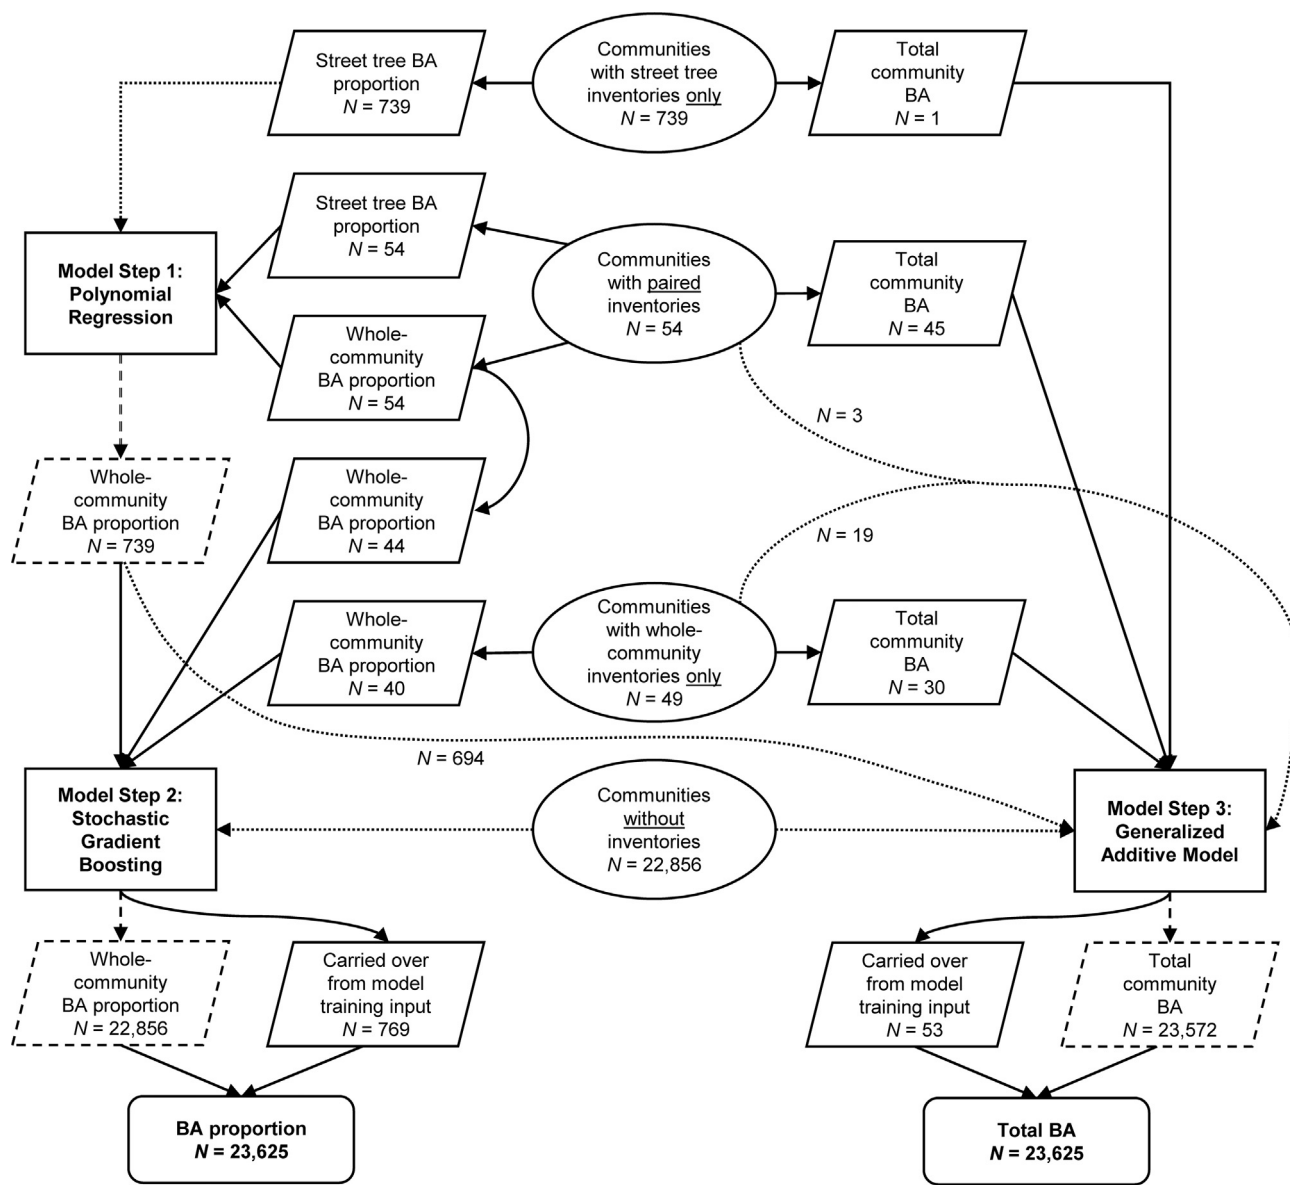 Street tree BA
proportion
N = 739
Communities
with street tree
inventories only
N = 739
Total
community
BA
N = 1
Street tree BA
proportion
N = 54
Model Step 1:
Polynomial
Regression
Communities
with paired
inventories
N = 54
Total
community
BA
N = 45
Whole-
community
BA proportion
N = 54
N = 3
Whole-
community
BA proportion
N = 739
Whole-
community
BA proportion
N = 44
N = 19
Whole-
community
BA proportion
N = 40
Communities
with whole-
community
inventories only
N = 49
Total
community
BA
N = 30
N = 694
Model Step 2:
Stochastic
Gradient
Boosting
Communities
without
inventories
N = 22,856
Model Step 3:
Generalized
Additive Model
Whole-
community
BA proportion
N = 22,856
Carried over
from model
training input
N = 769
Carried over
from model
training input
N = 53
Total
community
BA
N = 23,572
BA proportion
N = 23,625
Total BA
N = 23,625